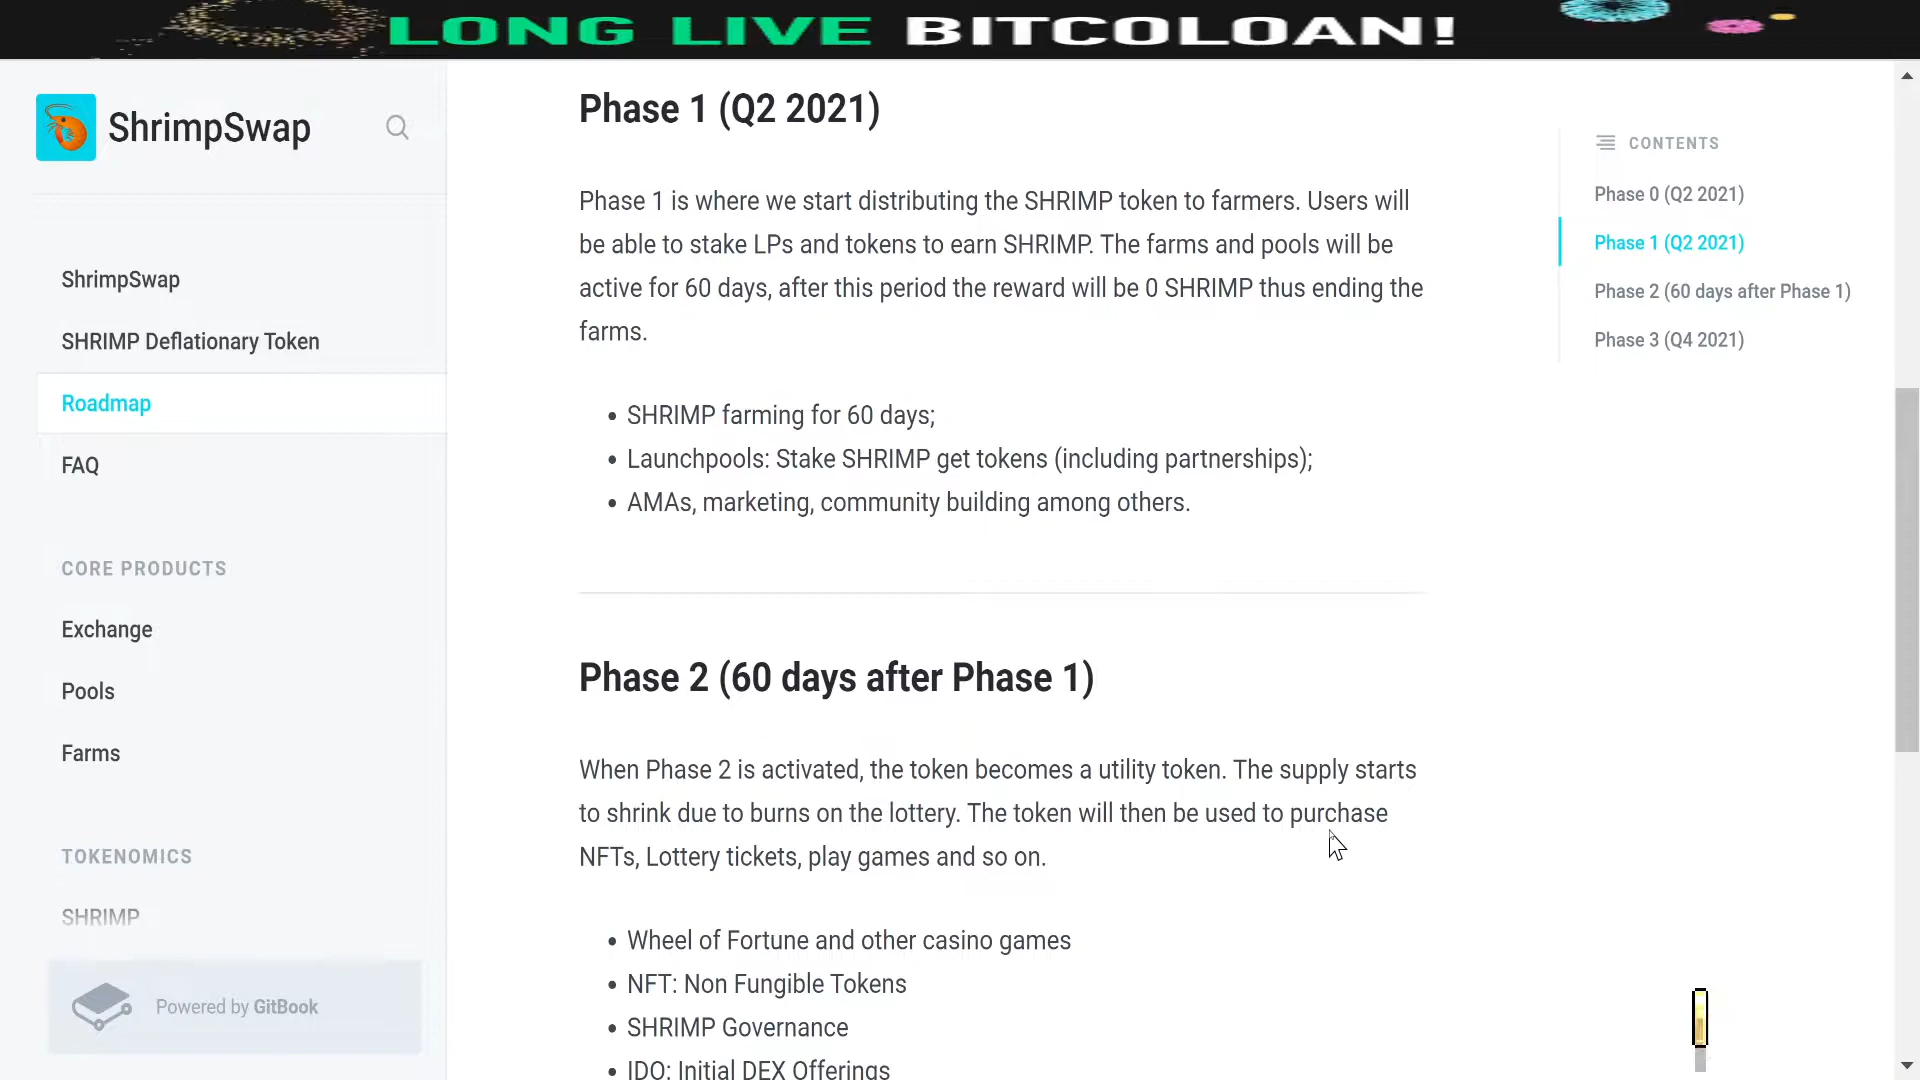 LONG LIVE BITCOLOAN!
ShrimpSwap
ShrimpSwap
SHRIMP Deflationary Token
Roadmap
FAQ
CORE PRODUCTS
Exchange
Pools
Farms
TOKENOMICS
SHRIMP
Powered by GitBook
Phase 1 (Q2 2021)
Phase 1 is where we start distributing the SHRIMP token to farmers. Users will
be able to stake LPs and tokens to earn SHRIMP. The farms and pools will be
active for 60 days, after this period the reward will be 0 SHRIMP thus ending the
farms.
• SHRIMP farming for 60 days;
• Launchpools: Stake SHRIMP get tokens (including partnerships);
• AMAs, marketing, community building among others.
Phase 2 (60 days after Phase 1)
When Phase 2 is activated, the token becomes a utility token. The supply starts
to shrink due to burns on the lottery. The token will then be used to purchase
NFTs, Lottery tickets, play games and so on.
• Wheel of Fortune and other casino games
• NFT: Non Fungible Tokens
• SHRIMP Governance
• IDO: Initial DEX Offerings
CONTENTS
Phase 0 (Q2 2021)
Phase 1 (Q2 2021)
Phase 2 (60 days after Phase 1)
Phase 3 (Q4 2021)